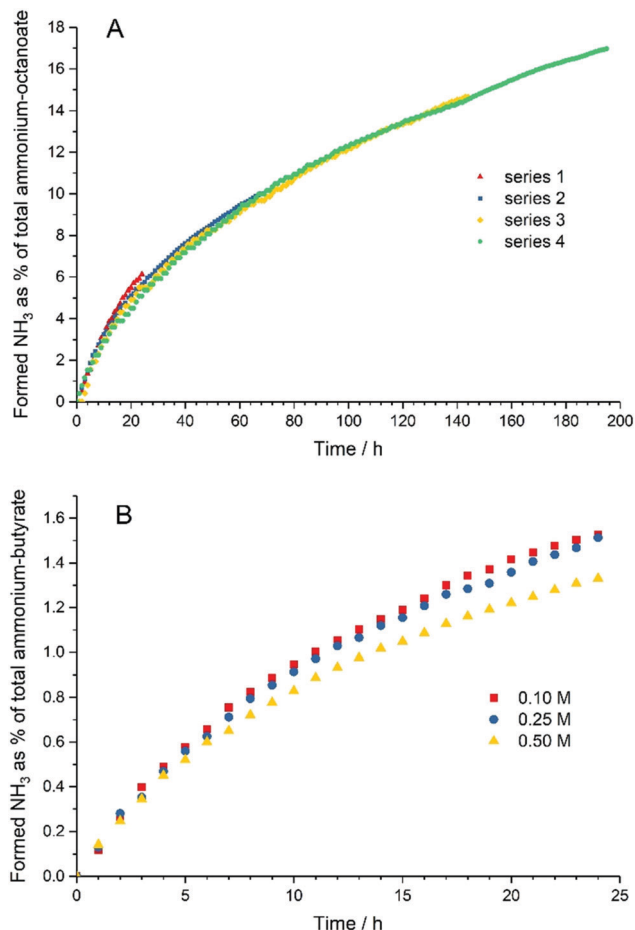 A
Formed NH3 as % of total ammonium-octanoate
18
16
14
12
10
8
6
4
2
0
series 1
series 2
series 3
series 4
0 20 40 60 80 100 120 140 160 180 200
Time / h
B
Formed NH3 as % of total ammonium-butyrate
1.6
1.4
1.2
1.0
0.8
0.6
0.4
0.2
0.0
0.10 M
0.25 M
0.50 M
0 5 10 15 20 25
Time / h